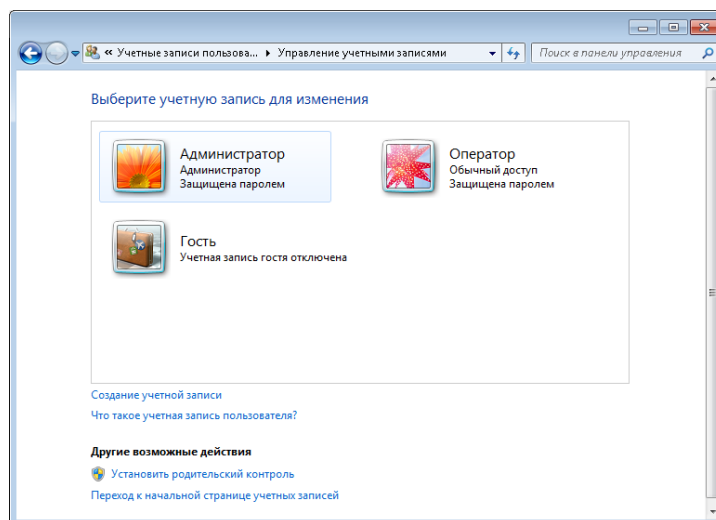 « Учетные записи пользова... ▸ Управление учетными записями
Поиск в панели управления
Выберите учетную запись для изменения
Администратор
Администратор
Защищена паролем
Оператор
Обычный доступ
Защищена паролем
Гость
Учетная запись гостя отключена
Создание учетной записи
Что такое учетная запись пользователя?
Другие возможные действия
Установить родительский контроль
Переход к начальной странице учетных записей